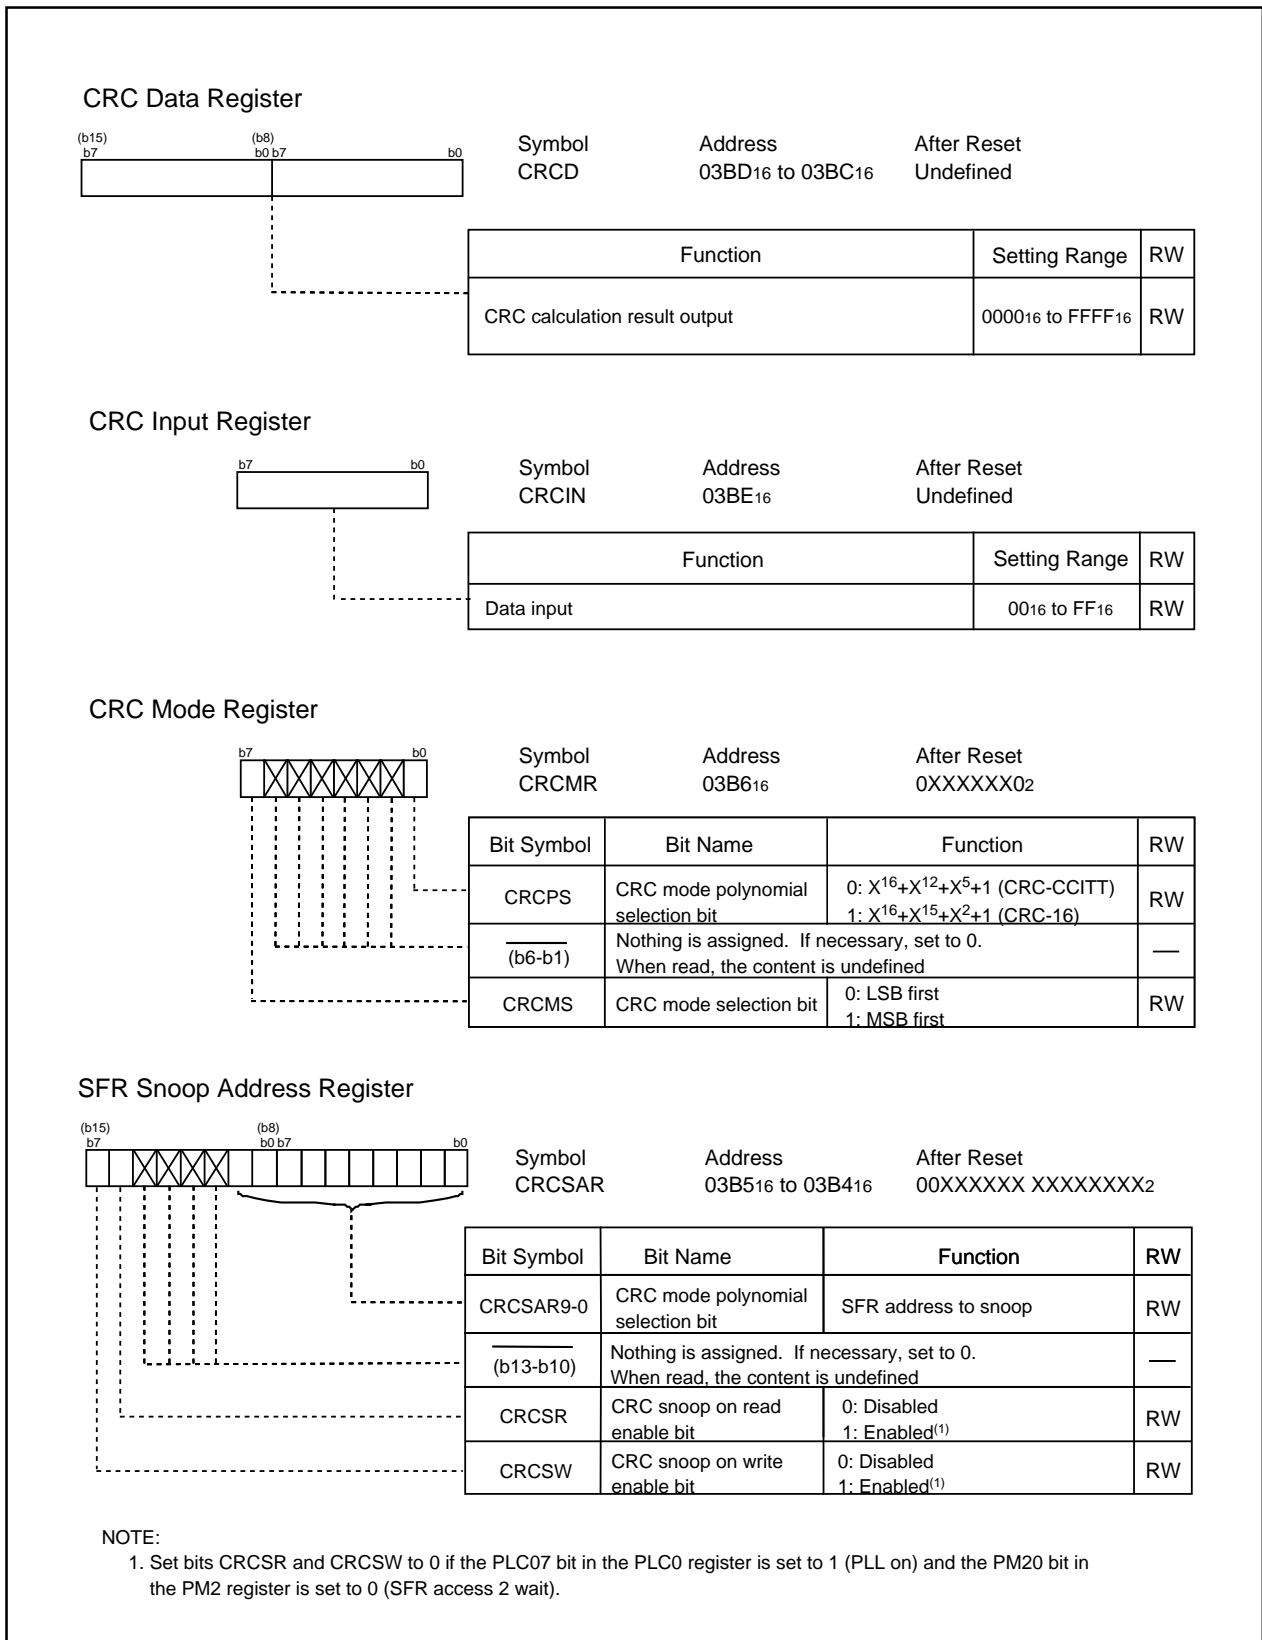 CRC Data Register
(b15) (b8)
b7 b0 b7 b0
Symbol Address After Reset
CRCD 03BD16 to 03BC16 Undefined
Function Setting Range RW
CRC calculation result output 000016 to FFFF16 RW
CRC Input Register
b7 b0
Symbol Address After Reset
CRCIN 03BE16 Undefined
Function Setting Range RW
Data input 0016 to FF16 RW
CRC Mode Register
b7 b0
Symbol Address After Reset
CRCMR 03B616 0XXXXXX02
Bit Symbol Bit Name Function RW
CRCPS CRC mode polynomial selection bit 0: X16+X12+X5+1 (CRC-CCITT) RW
1: X16+X15+X2+1 (CRC-16)
(b6-b1) Nothing is assigned. If necessary, set to 0. —
When read, the content is undefined
CRCMS CRC mode selection bit 0: LSB first RW
1: MSB first
SFR Snoop Address Register
(b15) (b8)
b7 b0 b7 b0
Symbol Address After Reset
CRCSAR 03B516 to 03B416 00XXXXXX XXXXXXXX2
Bit Symbol Bit Name Function RW
CRCSAR9-0 CRC mode polynomial selection bit SFR address to snoop RW
(b13-b10) Nothing is assigned. If necessary, set to 0. —
When read, the content is undefined
CRCSR CRC snoop on read enable bit 0: Disabled RW
1: Enabled(1)
CRCSW CRC snoop on write enable bit 0: Disabled RW
1: Enabled(1)
NOTE:
1. Set bits CRCSR and CRCSW to 0 if the PLC07 bit in the PLC0 register is set to 1 (PLL on) and the PM20 bit in
the PM2 register is set to 0 (SFR access 2 wait).